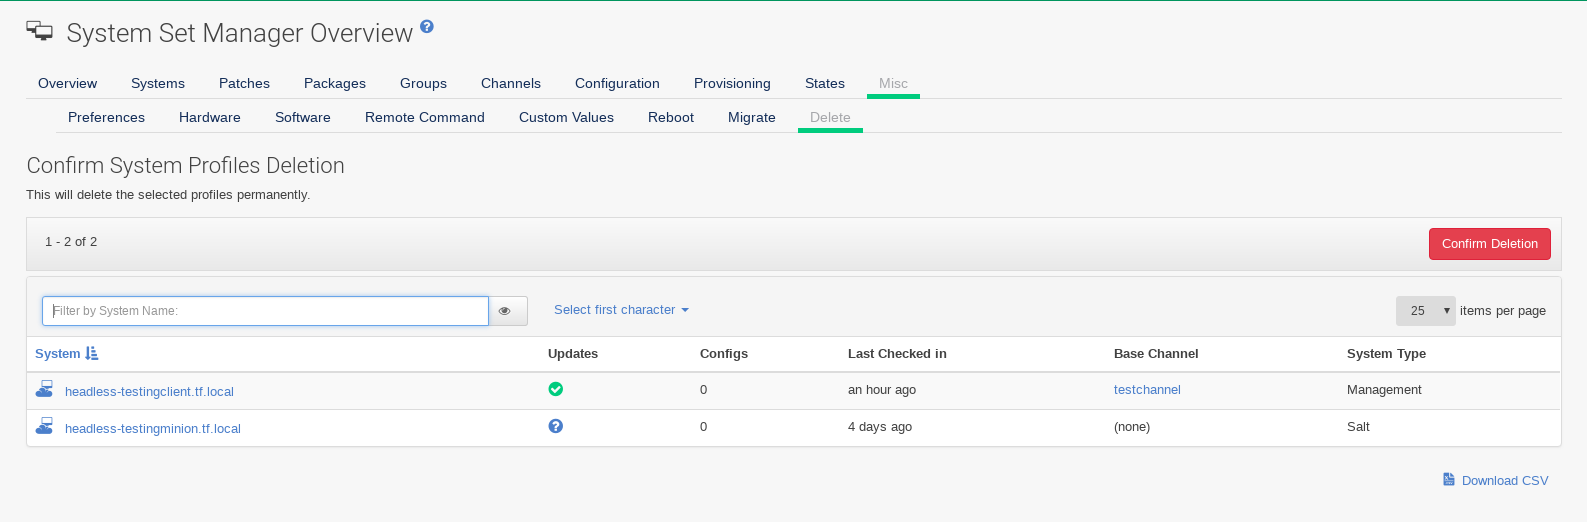 System Set Manager Overview
Overview Systems Patches Packages Groups Channels Configuration Provisioning States Misc
Preferences Hardware Software Remote Command Custom Values Reboot Migrate Delete
Confirm System Profiles Deletion
This will delete the selected profiles permanently.
1 - 2 of 2 Confirm Deletion
Filter by System Name: Select first character 25 items per page
System Updates Configs Last Checked in Base Channel System Type
headless-testingclient.tf.local 0 an hour ago testchannel Management
headless-testingminion.tf.local 0 4 days ago (none) Salt
Download CSV